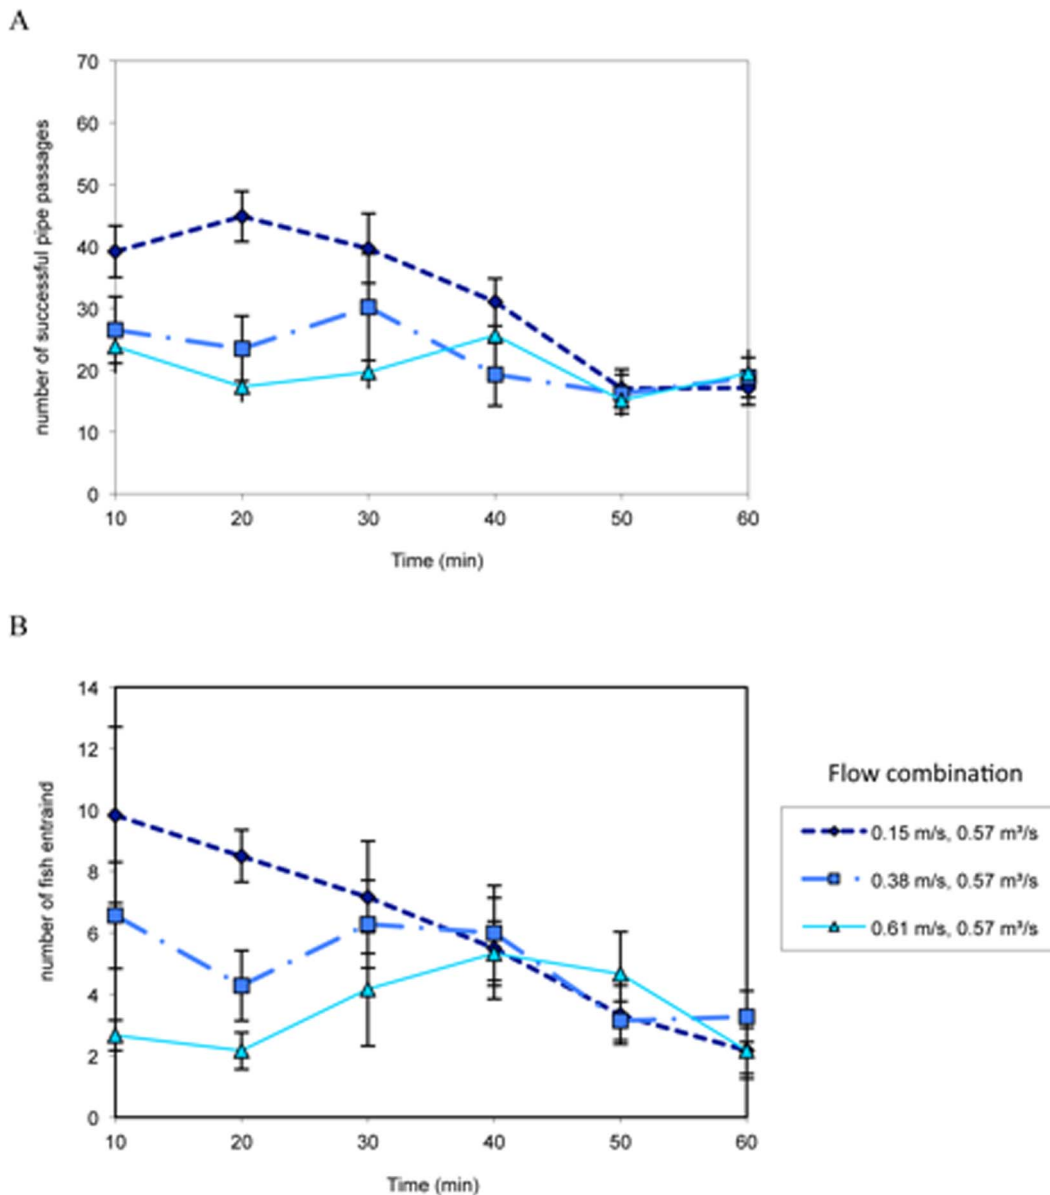 A
70
60
50
40
30
20
10
0
number of successful pipe passages
10 20 30 40 50 60
Time (min)
B
14
12
10
8
6
4
2
0
number of fish entraind
10 20 30 40 50 60
Time (min)
Flow combination
0.15 m/s, 0.57 m³/s
0.38 m/s, 0.57 m³/s
0.61 m/s, 0.57 m³/s